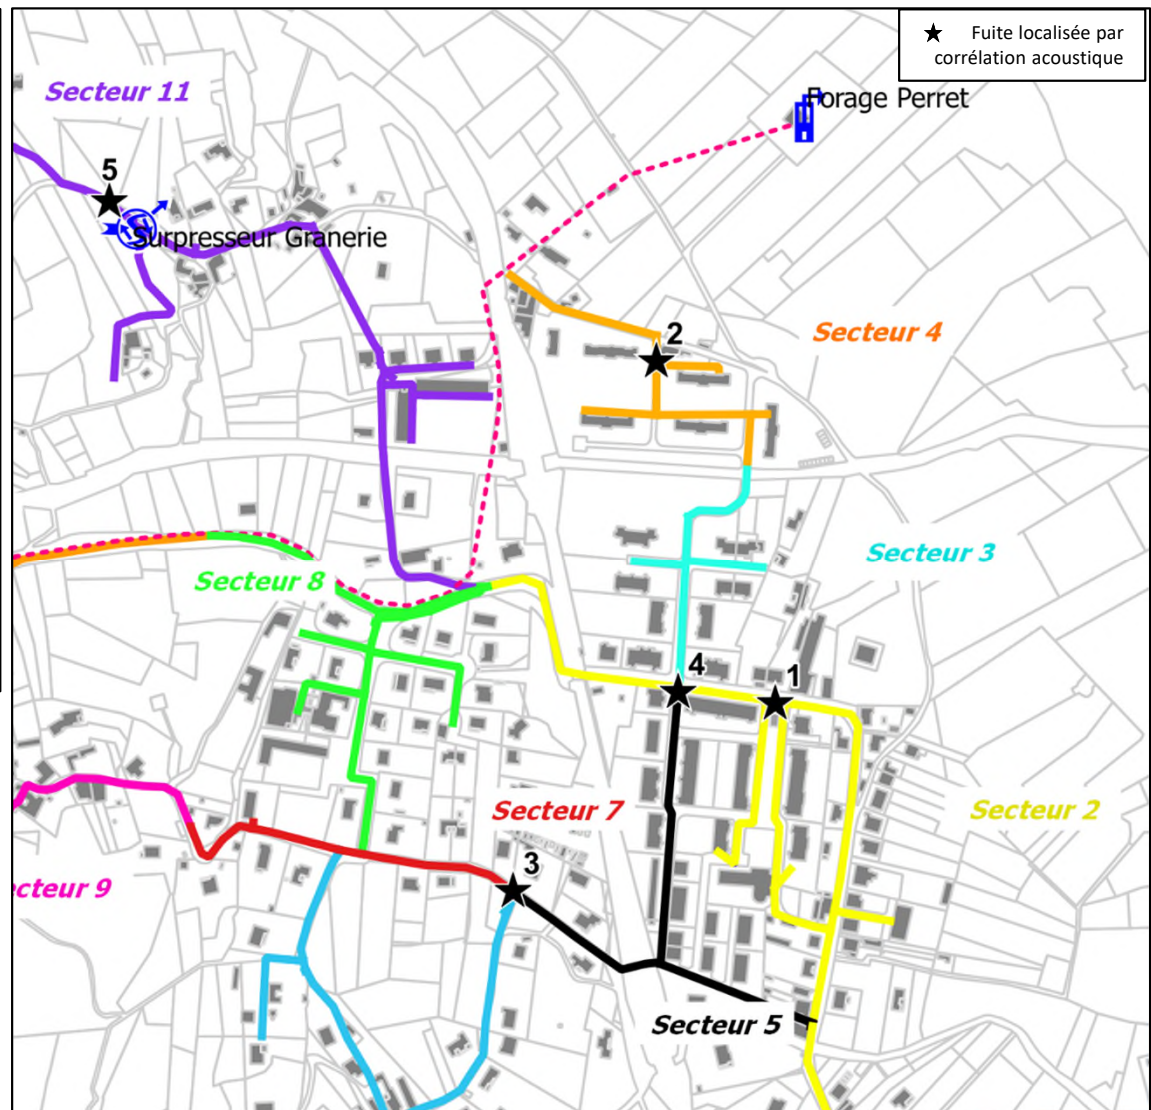 ★ Fuite localisée par
corrélation acoustique
Secteur 11
Forage Perret
5
Surpresseur Granerie
2
Secteur 4
Secteur 3
Secteur 8
4
1
Secteur 7
Secteur 2
3
ecteur 9
Secteur 5